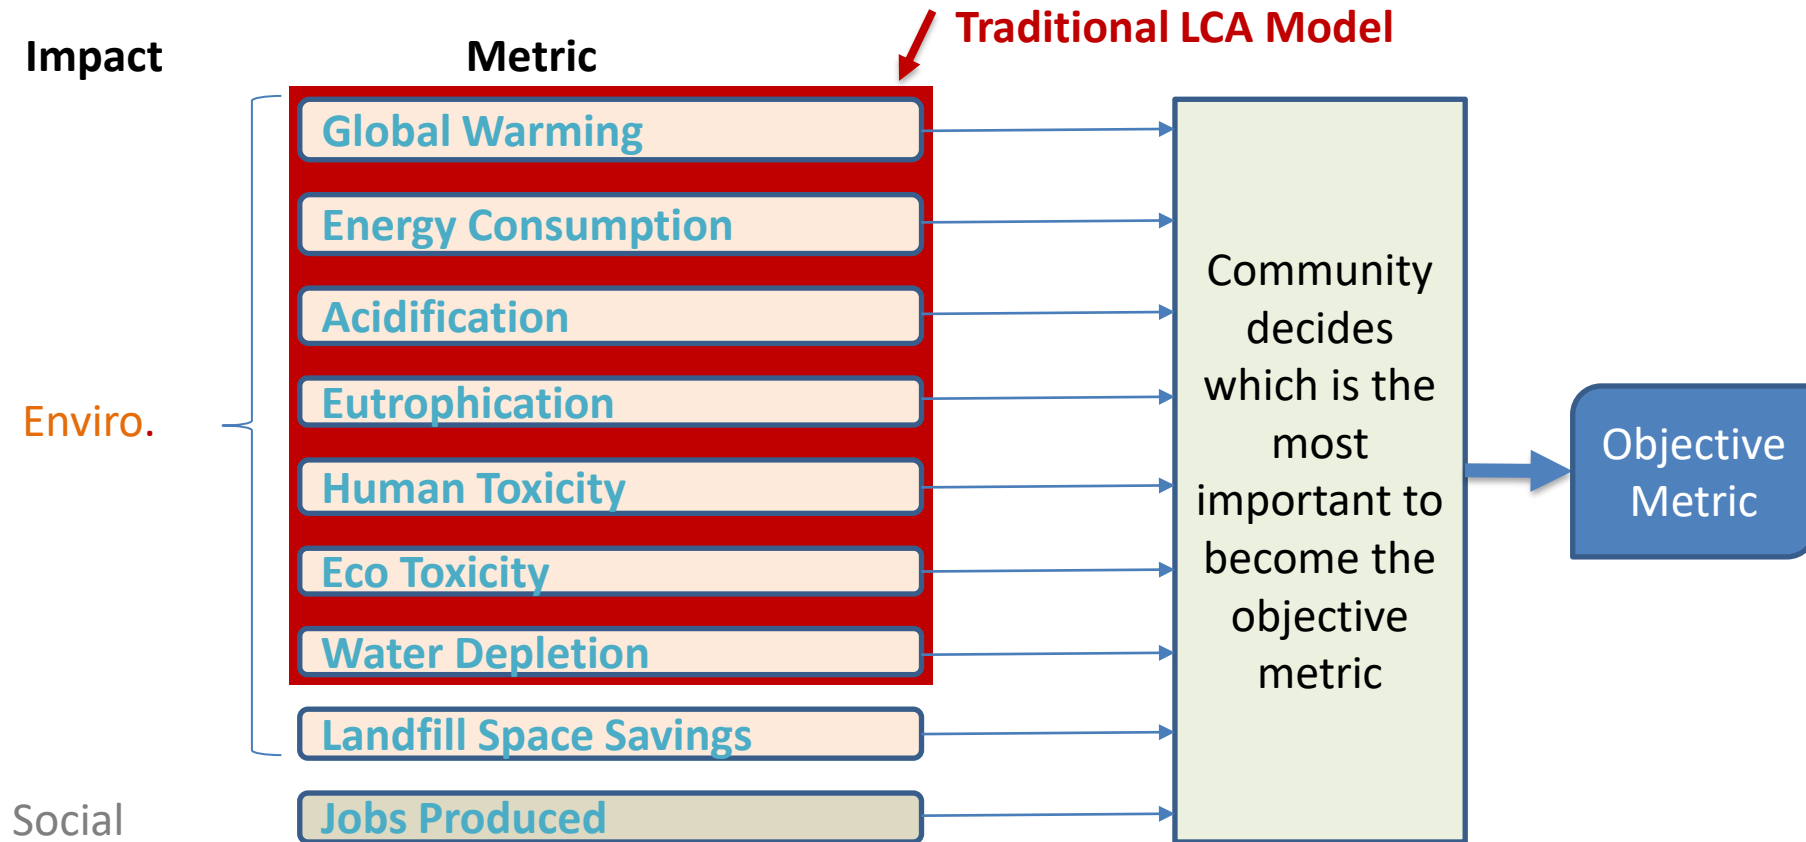 Traditional LCA Model
Impact
Metric
Global Warming
Energy Consumption
Acidification
Eutrophication
Human Toxicity
Eco Toxicity
Water Depletion
Landfill Space Savings
Jobs Produced
Enviro.
Social
Community
decides
which is the
most
important to
become the
objective
metric
Objective
Metric